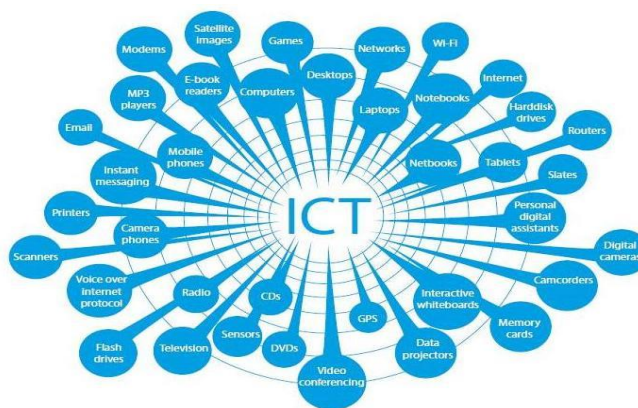 Satellite
images
Games
Networks
Wi-Fi
Modems
Desktops
Internet
E-book
readers
Computers
Laptops
Notebooks
MP3
players
Harddisk
drives
Routers
Email
Mobile
phones
Netbooks
Tablets
Instant
messaging
Slates
ICT
Printers
Personal
digital
assistants
Camera
phones
Scanners
Digital
cameras
Voice over
internet
protocol
Radio
CDs
GPS
Interactive
whiteboards
Camcorders
Memory
cards
Flash
drives
Television
Sensors
DVDs
Video
conferencing
Data
projectors